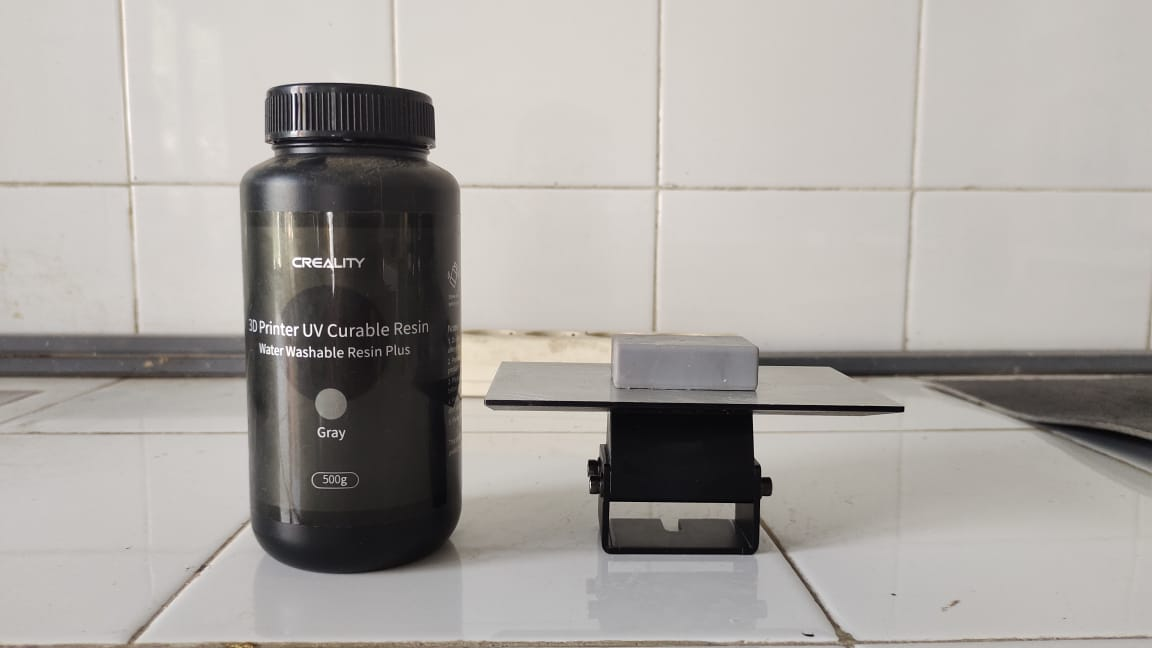 CREALITY
3D Printer UV Curable Resin
Water Washable Resin Plus
Gray
500g